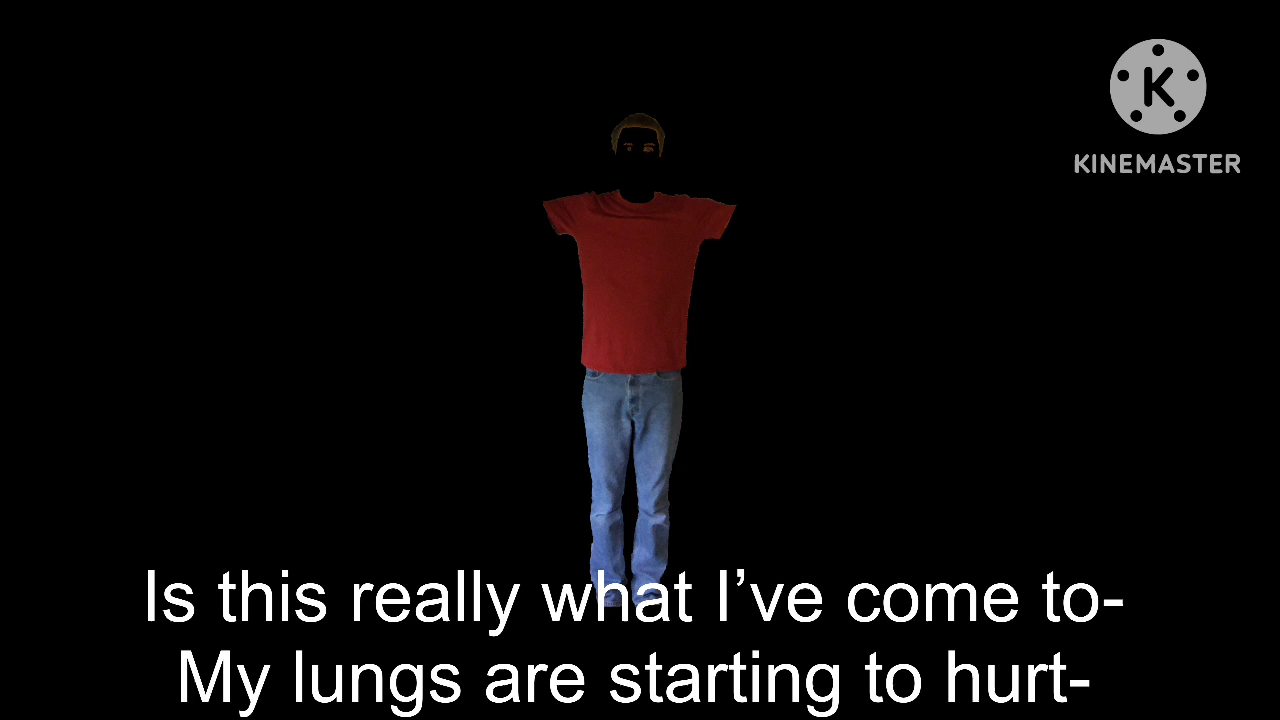 KINEMASTER
Is this really what I’ve come to-
My lungs are starting to hurt-